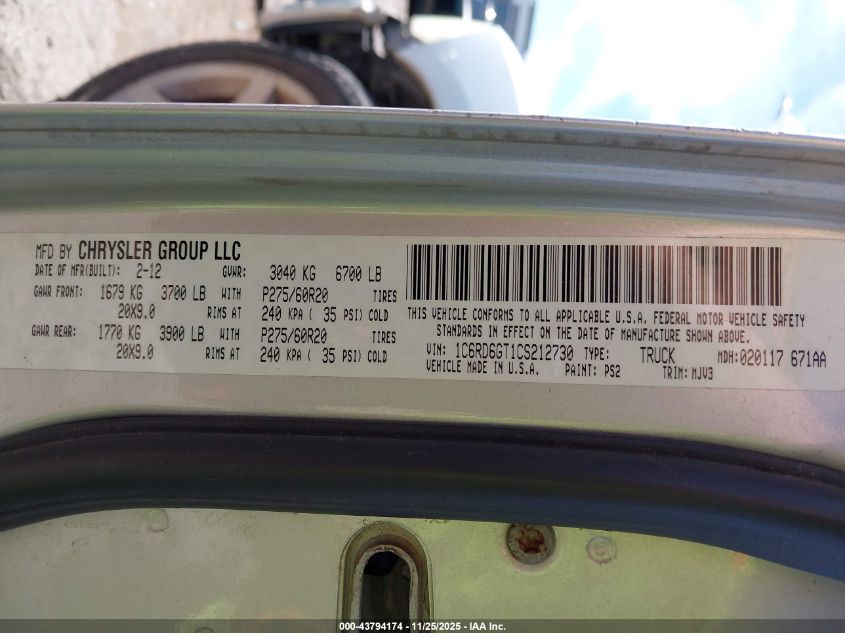 MFD BY CHRYSLER GROUP LLC
DATE OF MFR(BUILT): 2-12 GVWR: 3040 KG 6700 LB
GAWR FRONT: 1679 KG 3700 LB WITH P275/60R20 TIRES
20X9.0 RIMS AT 240 KPA ( 35 PSI) COLD
GAWR REAR: 1770 KG 3900 LB WITH P275/60R20 TIRES
20X9.0 RIMS AT 240 KPA ( 35 PSI) COLD
THIS VEHICLE CONFORMS TO ALL APPLICABLE U.S.A. FEDERAL MOTOR VEHICLE SAFETY
STANDARDS IN EFFECT ON THE DATE OF MANUFACTURE SHOWN ABOVE.
VIN: 1C6RD6GT1CS212730 TYPE: TRUCK MDH:020117 671AA
VEHICLE MADE IN U.S.A. PAINT: PS2 TRIM: MJV3
000-43794174 - 11/25/2025 - IAA Inc.